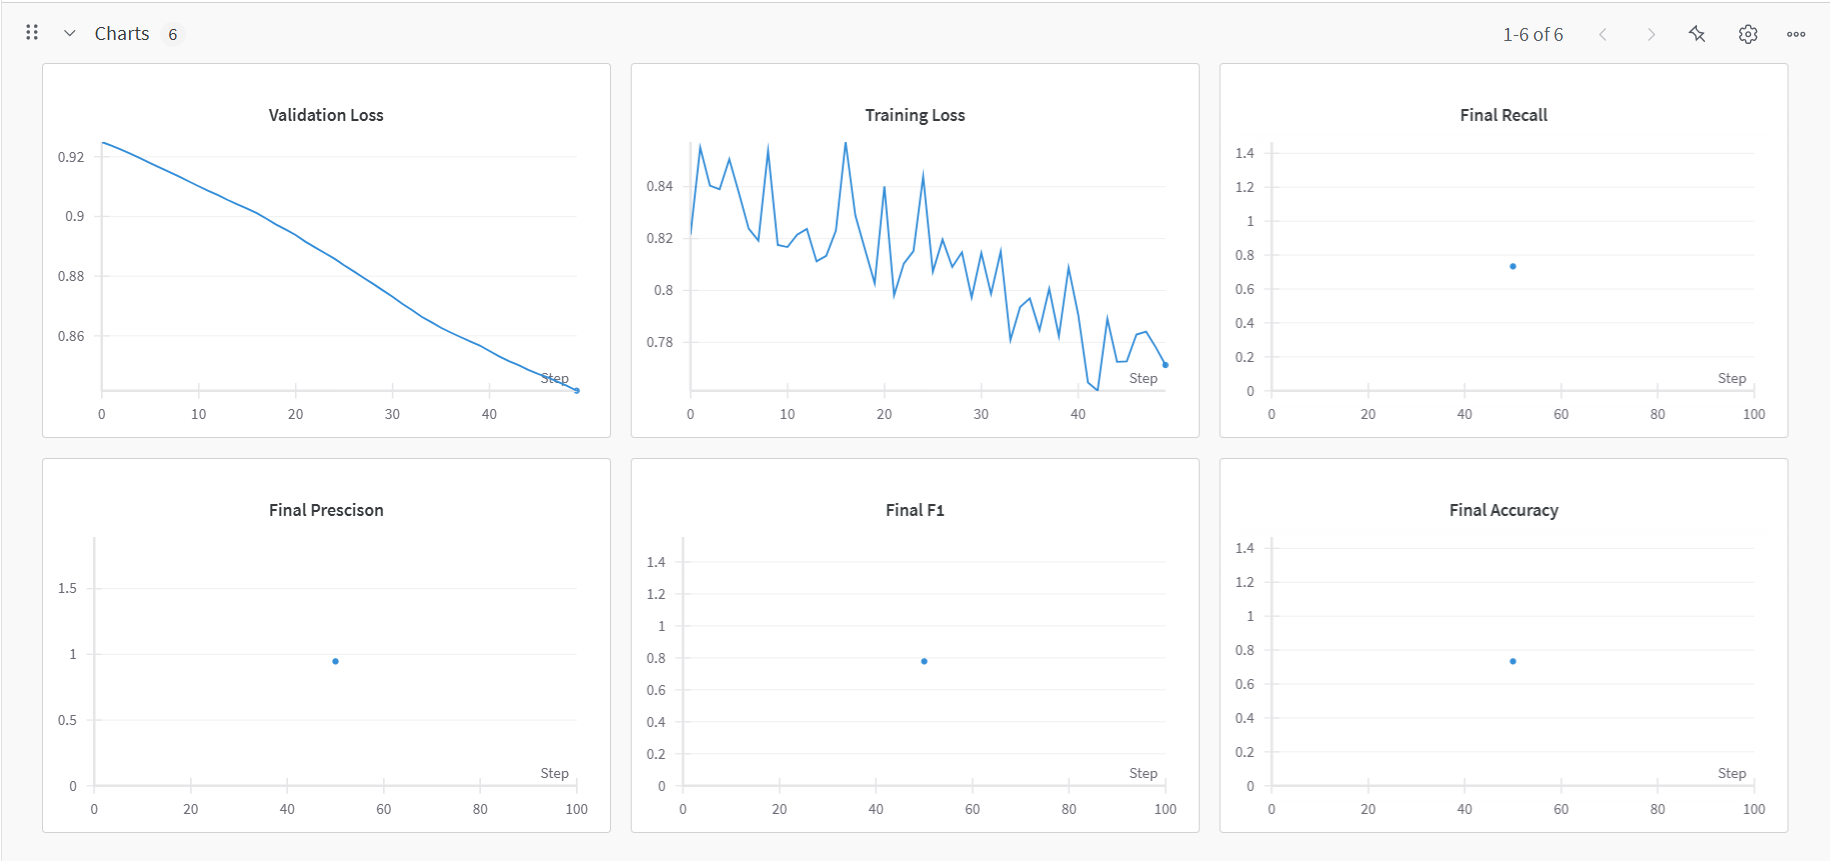 Charts 6
1-6 of 6
Validation Loss
0.92
0.9
0.88
0.86
Step
0 10 20 30 40
Training Loss
0.84
0.82
0.8
0.78
Step
0 10 20 30 40
Final Recall
1.4
1.2
1
0.8
0.6
0.4
0.2
0
Step
0 20 40 60 80 100
Final Prescison
1.5
1
0.5
0
Step
0 20 40 60 80 100
Final F1
1.4
1.2
1
0.8
0.6
0.4
0.2
0
Step
0 20 40 60 80 100
Final Accuracy
1.4
1.2
1
0.8
0.6
0.4
0.2
0
Step
0 20 40 60 80 100